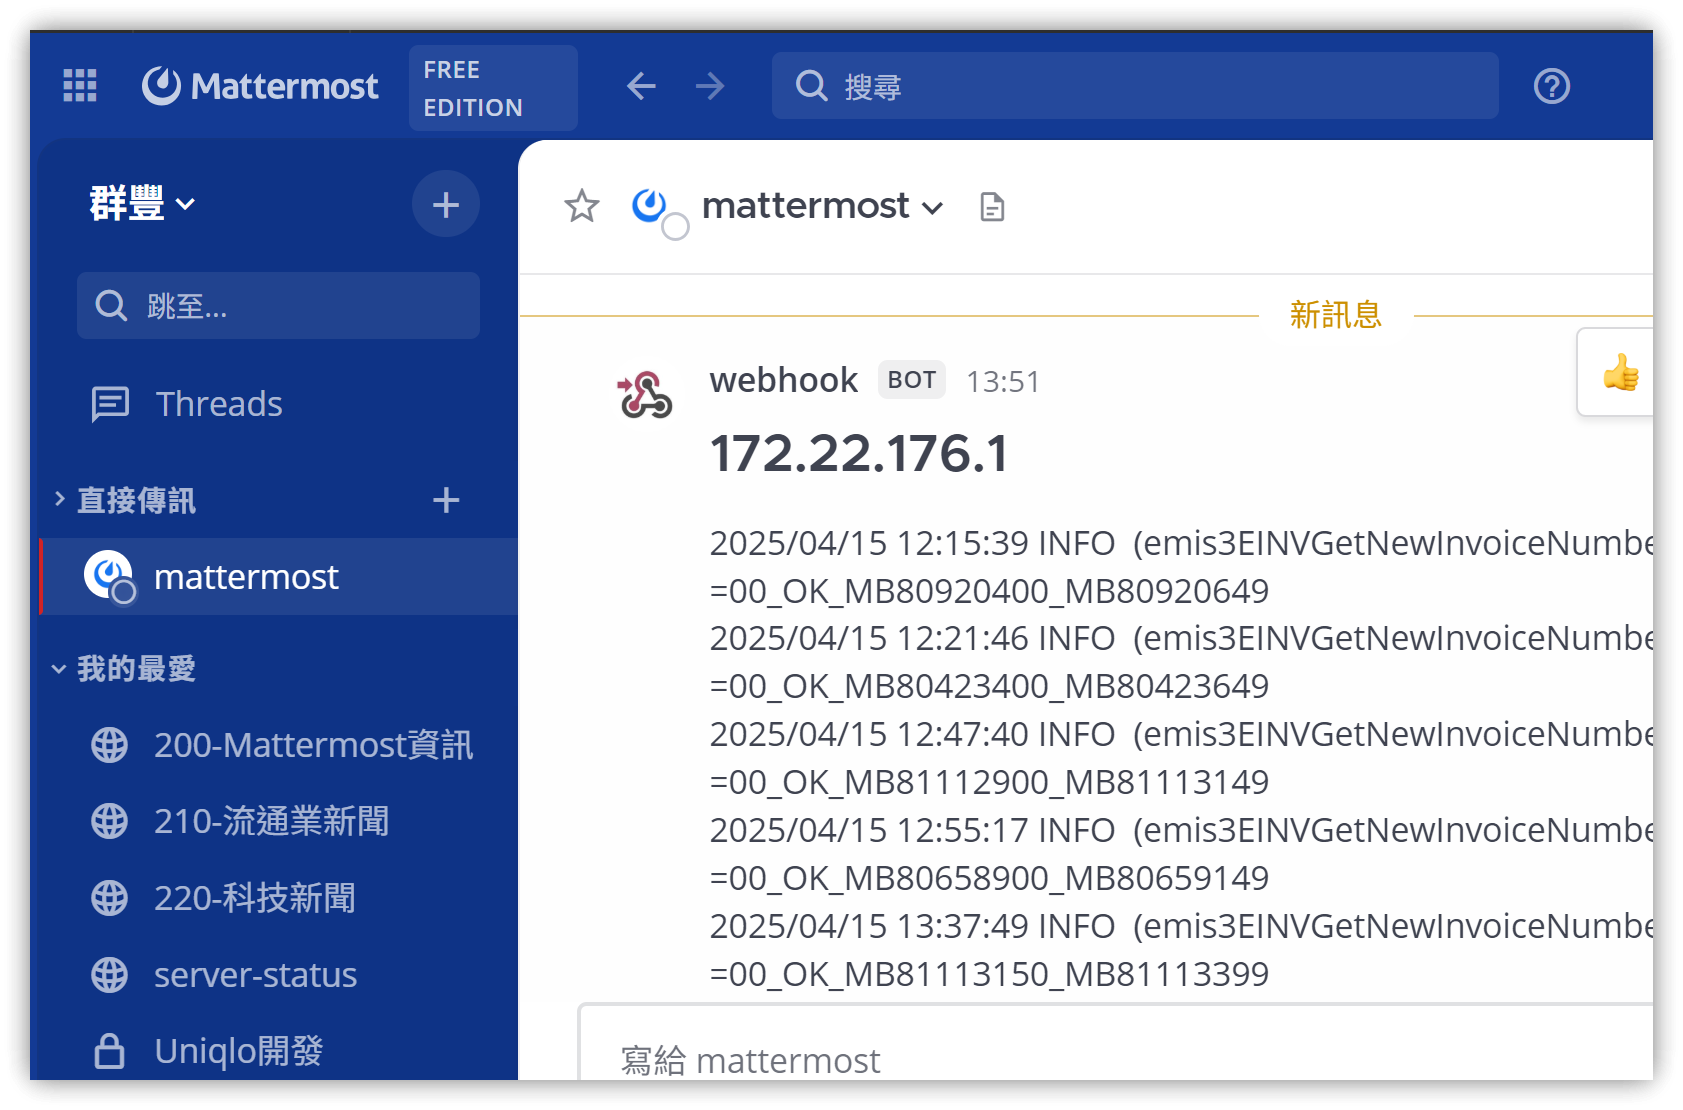 Mattermost
FREE
EDITION
搜尋
群豐
跳至...
Threads
直接傳訊
mattermost
我的最愛
200-Mattermost資訊
210-流通業新聞
220-科技新聞
server-status
Uniqlo開發
mattermost
新訊息
webhook BOT 13:51
172.22.176.1
2025/04/15 12:15:39 INFO (emis3EINVGetNewInvoiceNumbe
=00_OK_MB80920400_MB80920649
2025/04/15 12:21:46 INFO (emis3EINVGetNewInvoiceNumbe
=00_OK_MB80423400_MB80423649
2025/04/15 12:47:40 INFO (emis3EINVGetNewInvoiceNumbe
=00_OK_MB81112900_MB81113149
2025/04/15 12:55:17 INFO (emis3EINVGetNewInvoiceNumbe
=00_OK_MB80658900_MB80659149
2025/04/15 13:37:49 INFO (emis3EINVGetNewInvoiceNumbe
=00_OK_MB81113150_MB81113399
寫給 mattermost